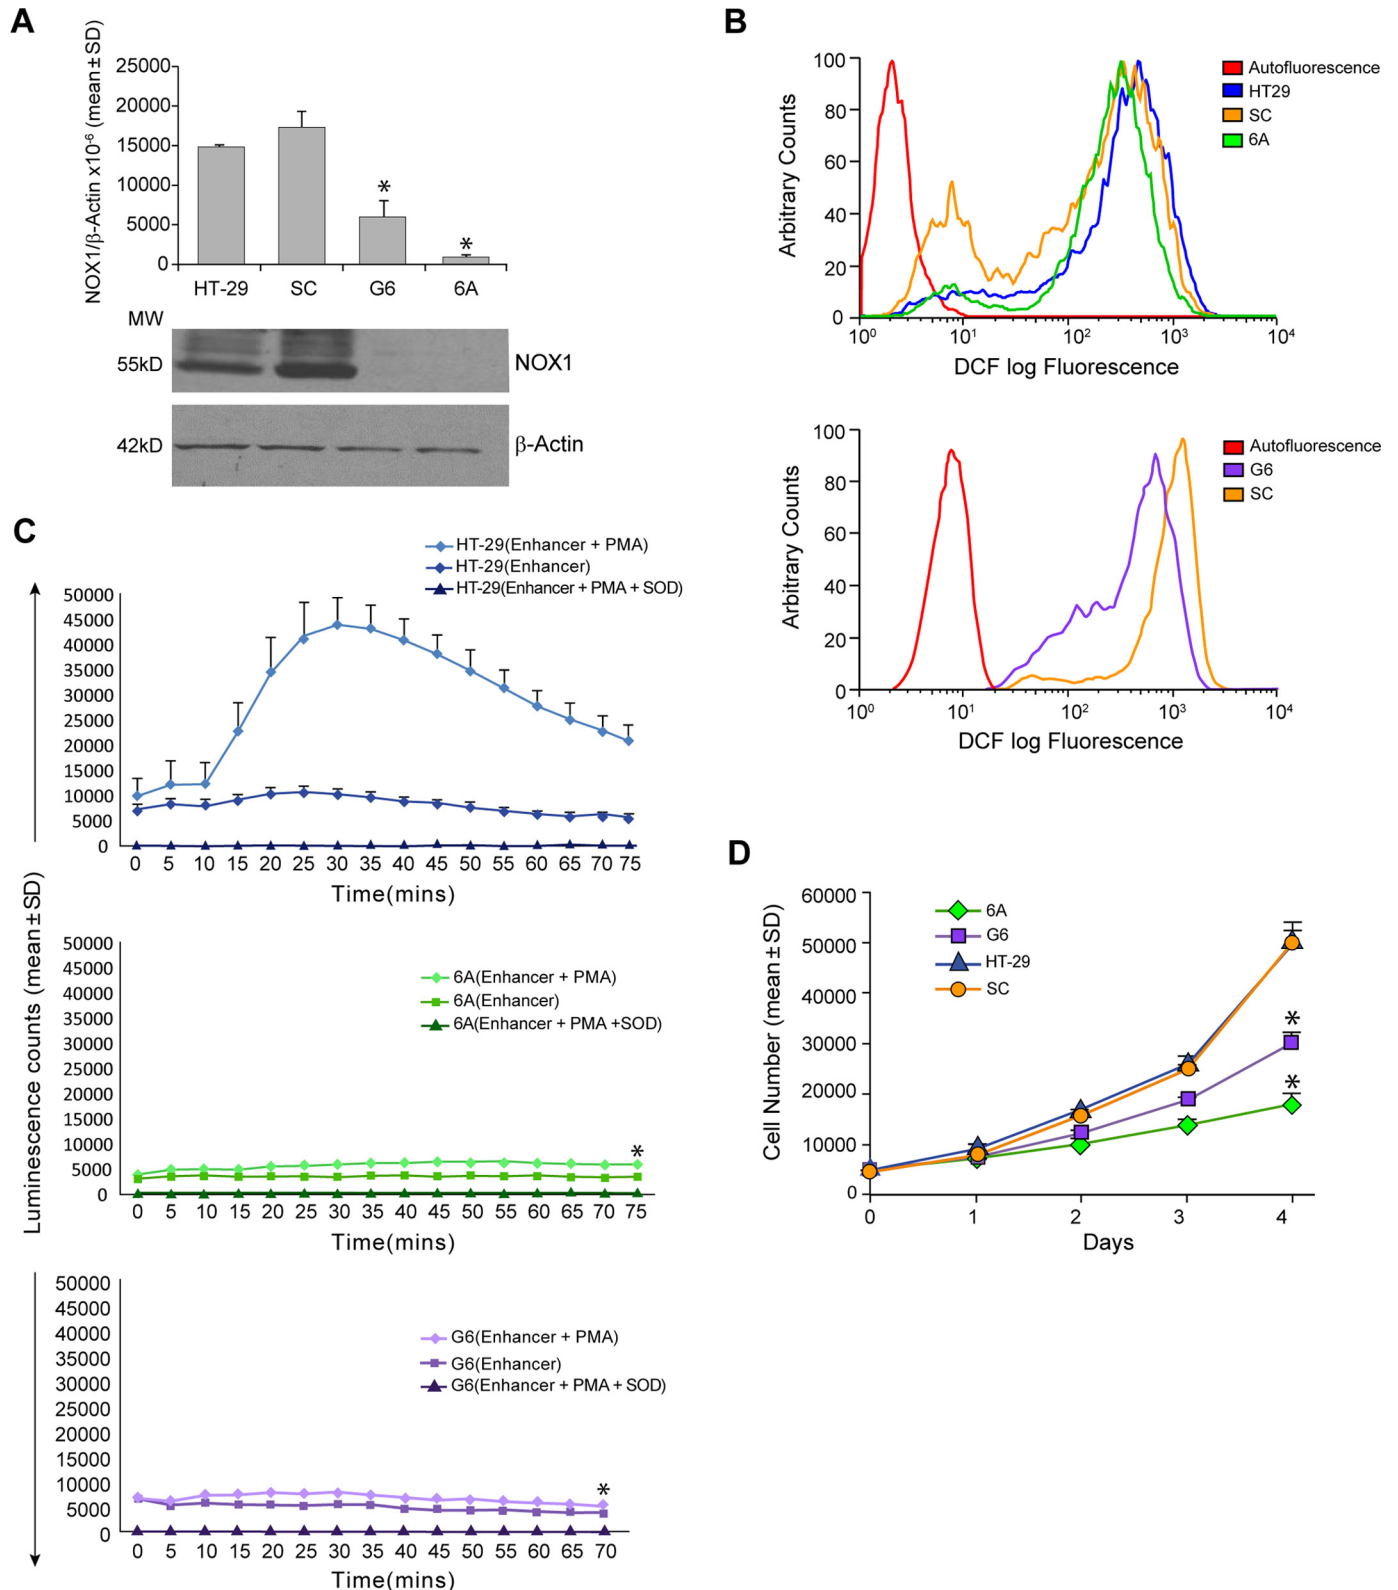 A
NOX1/β-Actin x10⁻⁶ (mean±SD)
25000
20000
15000
10000
5000
0
*
*
HT-29 SC G6 6A
MW
55kD
NOX1
42kD
β-Actin
B
Arbitrary Counts
100
80
60
40
20
0
10⁰ 10¹ 10² 10³ 10⁴
DCF log Fluorescence
Autofluorescence
HT29
SC
6A
Arbitrary Counts
100
80
60
40
20
0
10⁰ 10¹ 10² 10³ 10⁴
DCF log Fluorescence
Autofluorescence
G6
SC
C
Luminescence counts (mean±SD)
HT-29(Enhancer + PMA)
HT-29(Enhancer)
HT-29(Enhancer + PMA + SOD)
50000
45000
40000
35000
30000
25000
20000
15000
10000
5000
0
0 5 10 15 20 25 30 35 40 45 50 55 60 65 70 75
Time(mins)
6A(Enhancer + PMA)
6A(Enhancer)
6A(Enhancer + PMA +SOD)
50000
45000
40000
35000
30000
25000
20000
15000
10000
5000
0
*
0 5 10 15 20 25 30 35 40 45 50 55 60 65 70 75
Time(mins)
G6(Enhancer + PMA)
G6(Enhancer)
G6(Enhancer + PMA + SOD)
50000
45000
40000
35000
30000
25000
20000
15000
10000
5000
0
*
0 5 10 15 20 25 30 35 40 45 50 55 60 65 70
Time(mins)
D
Cell Number (mean±SD)
60000
50000
40000
30000
20000
10000
0
6A
G6
HT-29
SC
*
*
0 1 2 3 4
Days